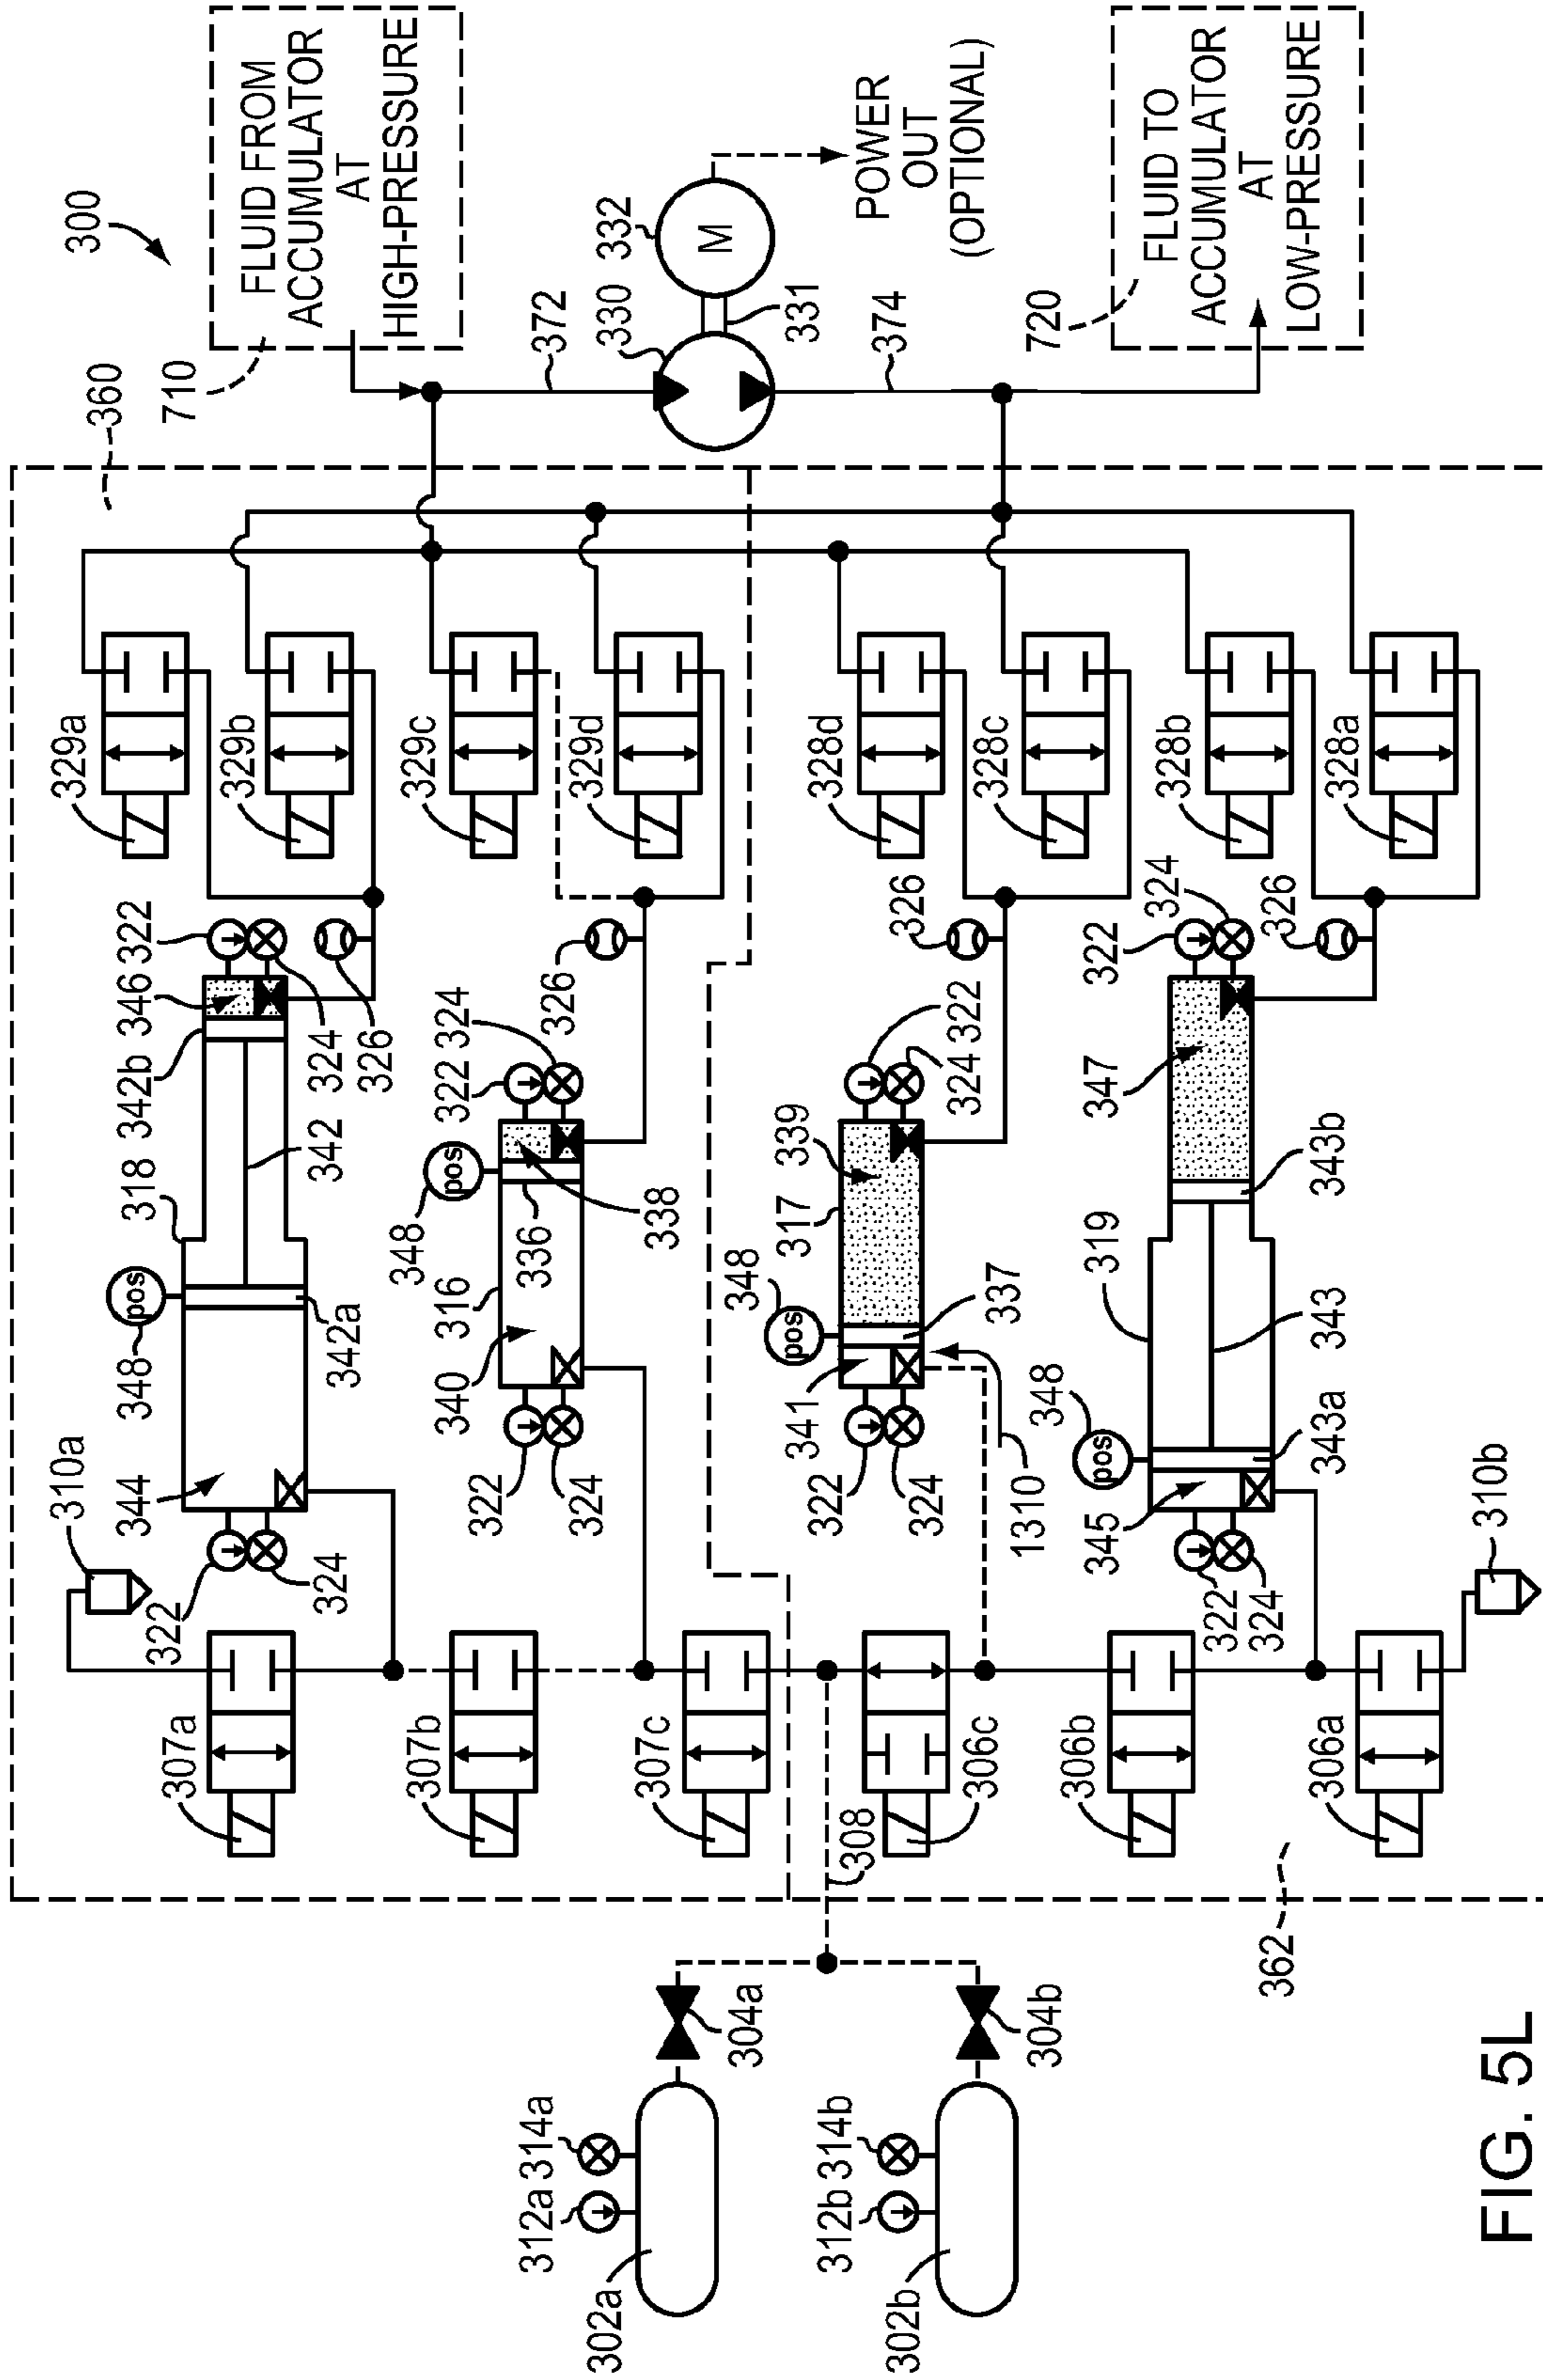 300
FLUID FROM
ACCUMULATOR
AT
HIGH-PRESSURE
710
360
372
330
332
M
331
POWER
OUT
(OPTIONAL)
374
720
FLUID TO
ACCUMULATOR
AT
LOW-PRESSURE
329a
329b
329c
329d
328d
328c
328b
328a
322
346
342b
324
326
342
318
pos
348
342a
344
322
324
310a
326
324
322
pos
348
338
336
316
340
322
324
326
322
324
339
317
pos
348
337
341
322
324
1310
324
322
326
347
343b
319
343
348
pos
343a
345
322
324
310b
307a
307b
307c
308
306c
306b
306a
362
304a
304b
314a
312a
302a
314b
312b
302b
FIG. 5L